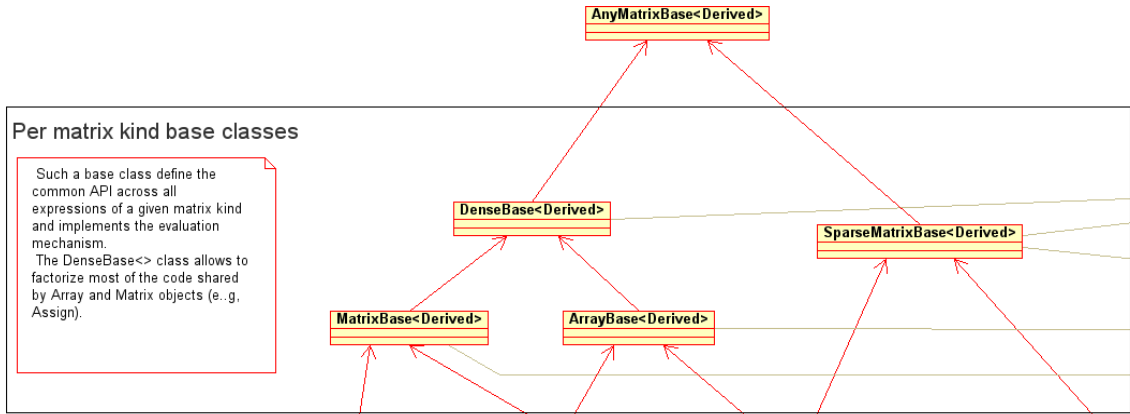 AnyMatrixBase<Derived>
Per matrix kind base classes
Such a base class define the
common API across all
expressions of a given matrix kind
and implements the evaluation
mechanism.
The DenseBase<> class allows to
factorize most of the code shared
by Array and Matrix objects (e..g,
Assign).
DenseBase<Derived>
SparseMatrixBase<Derived>
MatrixBase<Derived>
ArrayBase<Derived>